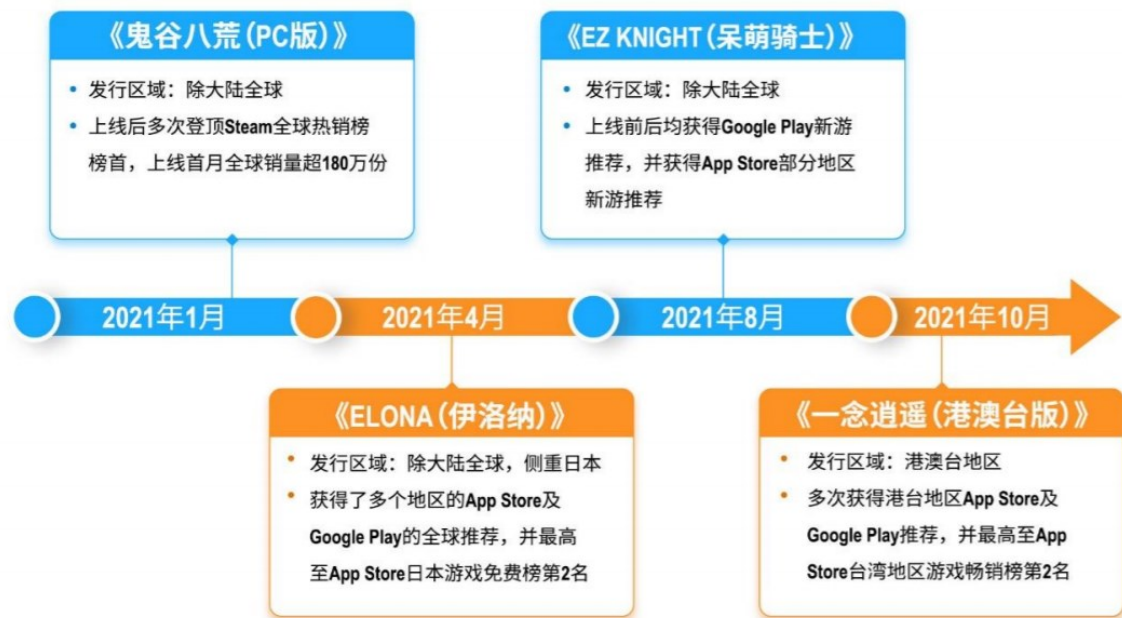 《鬼谷八荒（PC版）》
• 发行区域：除大陆全球
• 上线后多次登顶Steam全球热销榜
榜首，上线首月全球销量超180万份
《EZ KNIGHT（呆萌骑士）》
• 发行区域：除大陆全球
• 上线前后均获得Google Play新游
推荐，并获得App Store部分地区
新游推荐
2021年1月
2021年4月
2021年8月
2021年10月
《ELONA（伊洛纳）》
• 发行区域：除大陆全球，侧重日本
• 获得了多个地区的App Store及
Google Play的全球推荐，并最高
至App Store日本游戏免费榜第2名
《一念逍遥（港澳台版）》
• 发行区域：港澳台地区
• 多次获得港台地区App Store及
Google Play推荐，并最高至App
Store台湾地区游戏畅销榜第2名